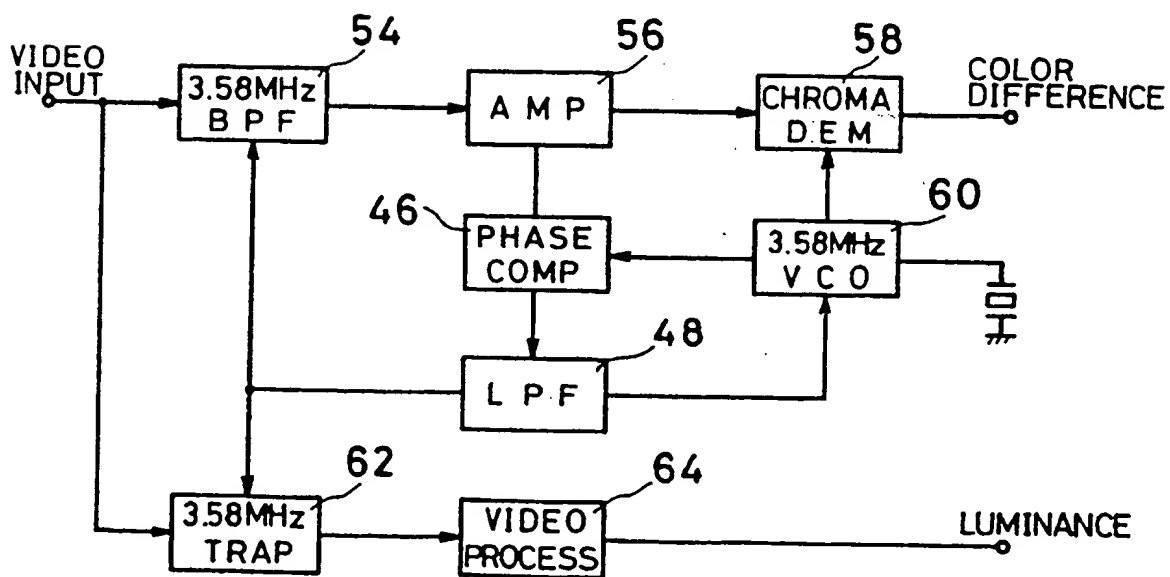 54
56
58
VIDEO
INPUT
3.58MHz
BPF
AMP
CHROMA
DEM
COLOR
DIFFERENCE
46
60
PHASE
COMP
3.58MHz
VCO
48
LPF
62
64
3.58MHz
TRAP
VIDEO
PROCESS
LUMINANCE